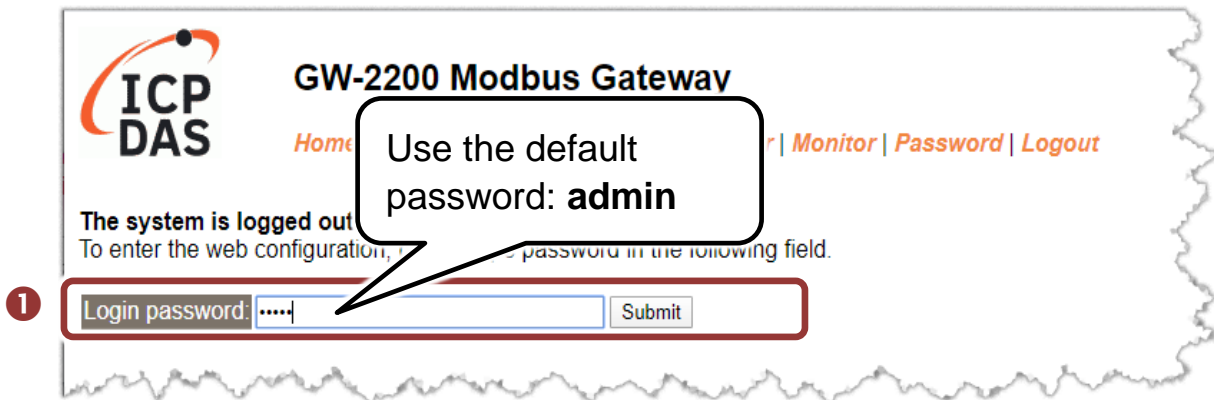 ICP
DAS
GW-2200 Modbus Gateway
Home | Monitor | Password | Logout
Use the default
password: admin
The system is logged out
To enter the web configuration, password in the following field.
1
Login password: ••••• Submit